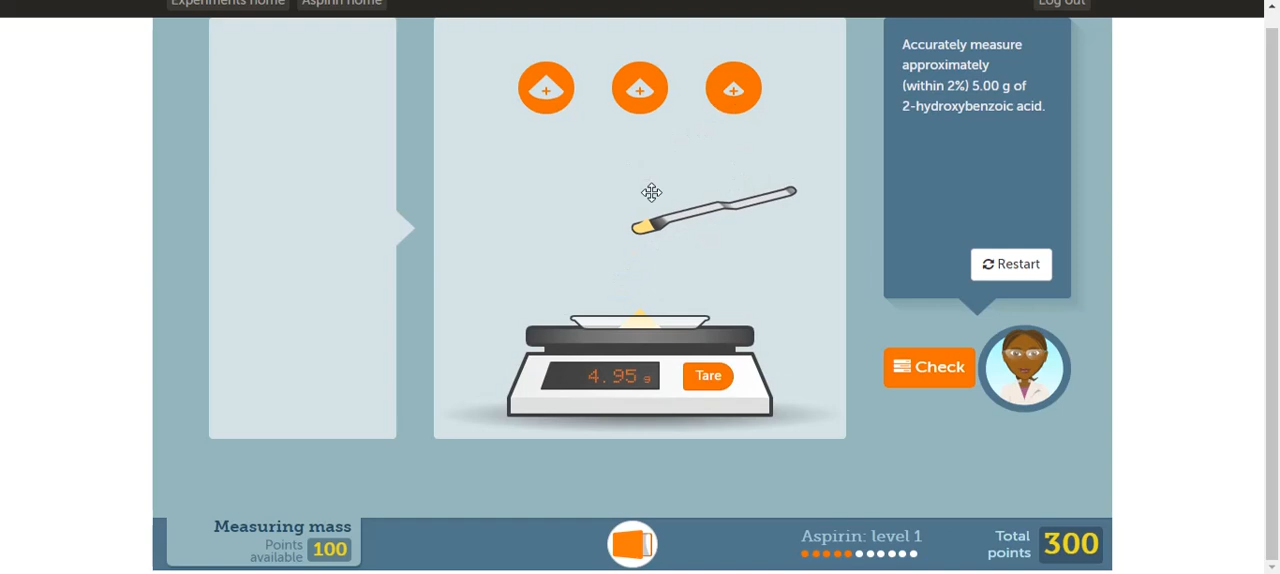 Experiments home
Aspirin home
Log out
Accurately measure
approximately
(within 2%) 5.00 g of
2-hydroxybenzoic acid.
Restart
4.95 g
Tare
Check
Measuring mass
Points
available 100
Aspirin: level 1
Total
points 300